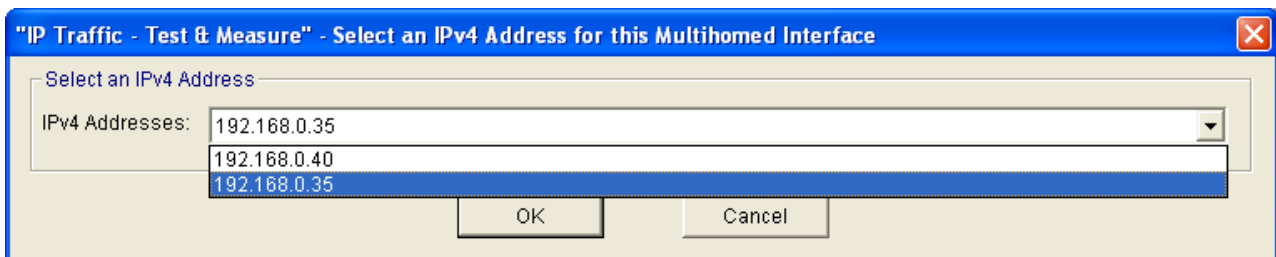 "IP Traffic - Test & Measure" - Select an IPv4 Address for this Multihomed Interface
Select an IPv4 Address
IPv4 Addresses: 192.168.0.35
192.168.0.40
192.168.0.35
OK Cancel